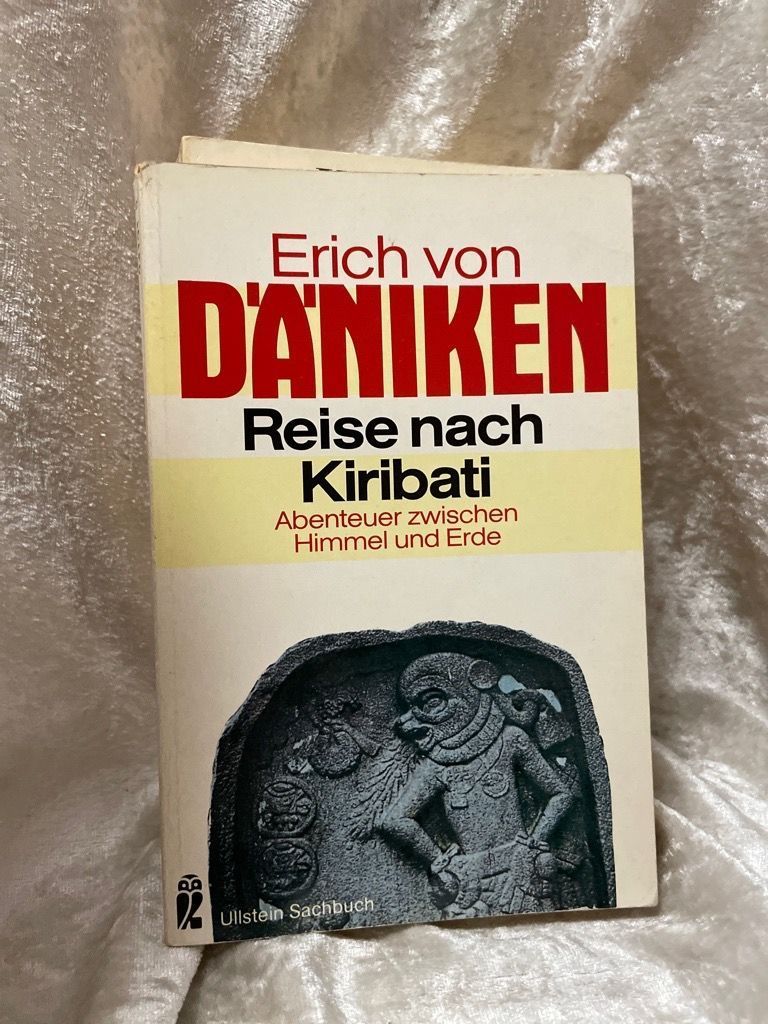 Erich von
DÄNIKEN
Reise nach
Kiribati
Abenteuer zwischen
Himmel und Erde
Ullstein Sachbuch